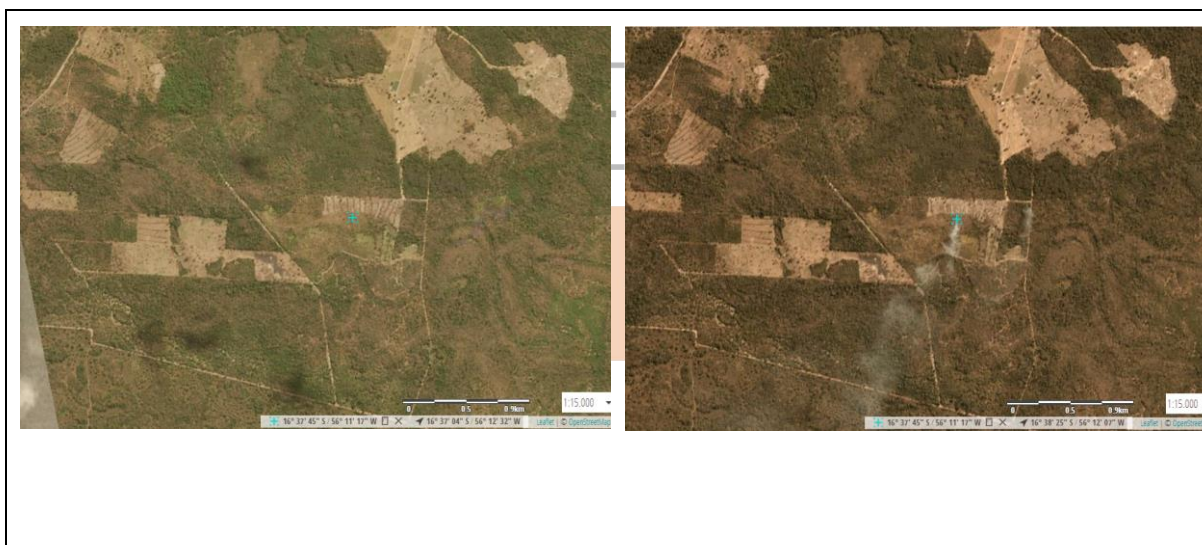 0 0.5 0.9km
1:15.000
16° 37' 45" S / 56° 11' 17" W 16° 37' 04" S / 56° 12' 32" W
Leaflet | © OpenStreetMap
0 0.5 0.9km
1:15.000
16° 37' 45" S / 56° 11' 17" W 16° 38' 25" S / 56° 12' 07" W
Leaflet | © OpenStreet